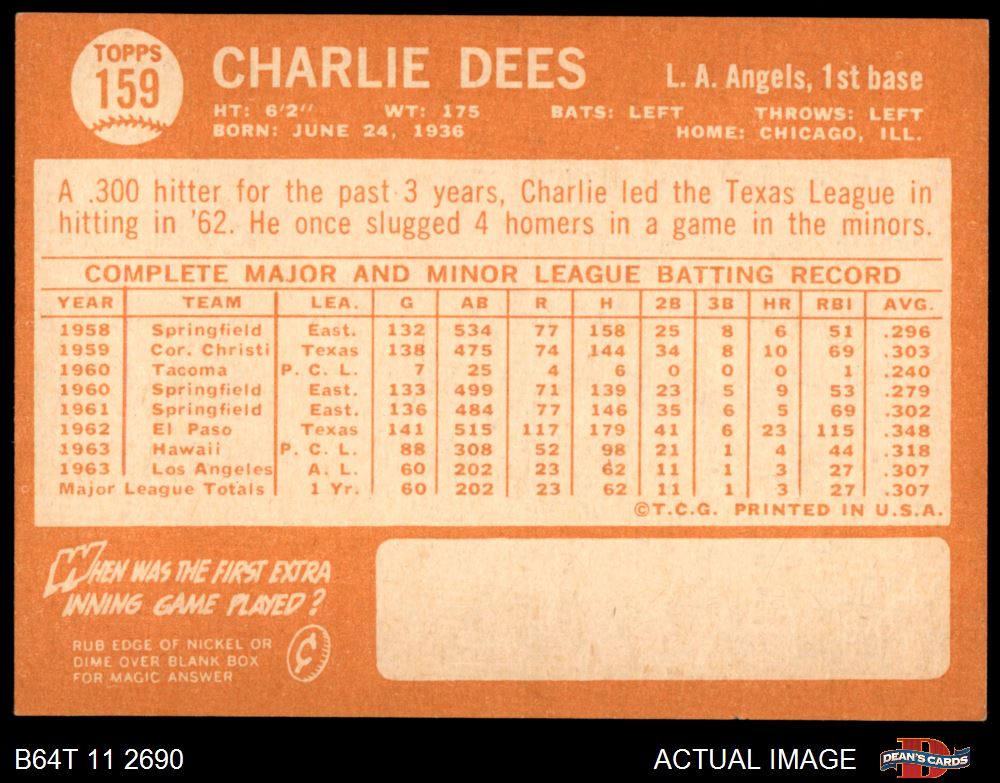 TOPPS
159
CHARLIE DEES
L. A. Angels, 1st base
HT: 6'2" WT: 175 BATS: LEFT THROWS: LEFT
BORN: JUNE 24, 1936 HOME: CHICAGO, ILL.
A .300 hitter for the past 3 years, Charlie led the Texas League in
hitting in '62. He once slugged 4 homers in a game in the minors.
COMPLETE MAJOR AND MINOR LEAGUE BATTING RECORD
YEAR TEAM LEA. G AB R H 2B 3B HR RBI AVG.
1958 Springfield East. 132 534 77 158 25 8 6 51 .296
1959 Cor. Christi Texas 138 475 74 144 34 8 10 69 .303
1960 Tacoma P. C. L. 7 25 4 6 0 0 0 1 .240
1960 Springfield East. 133 499 71 139 23 5 9 53 .279
1961 Springfield East. 136 484 77 146 35 6 5 69 .302
1962 El Paso Texas 141 515 117 179 41 6 23 115 .348
1963 Hawaii P. C. L. 88 308 52 98 21 1 4 44 .318
1963 Los Angeles A. L. 60 202 23 62 11 1 3 27 .307
Major League Totals 1 Yr. 60 202 23 62 11 1 3 27 .307
©T.C.G. PRINTED IN U.S.A.
WHEN WAS THE FIRST EXTRA
INNING GAME PLAYED?
RUB EDGE OF NICKEL OR
DIME OVER BLANK BOX
FOR MAGIC ANSWER
B64T 11 2690 ACTUAL IMAGE DEAN'S CARDS